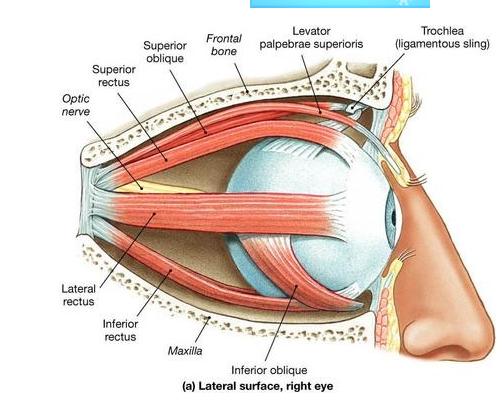 Levator
palpebrae superioris
Trochlea
(ligamentous sling)
Frontal
bone
Superior
oblique
Superior
rectus
Optic
nerve
Lateral
rectus
Inferior
rectus
Maxilla
Inferior oblique
(a) Lateral surface, right eye